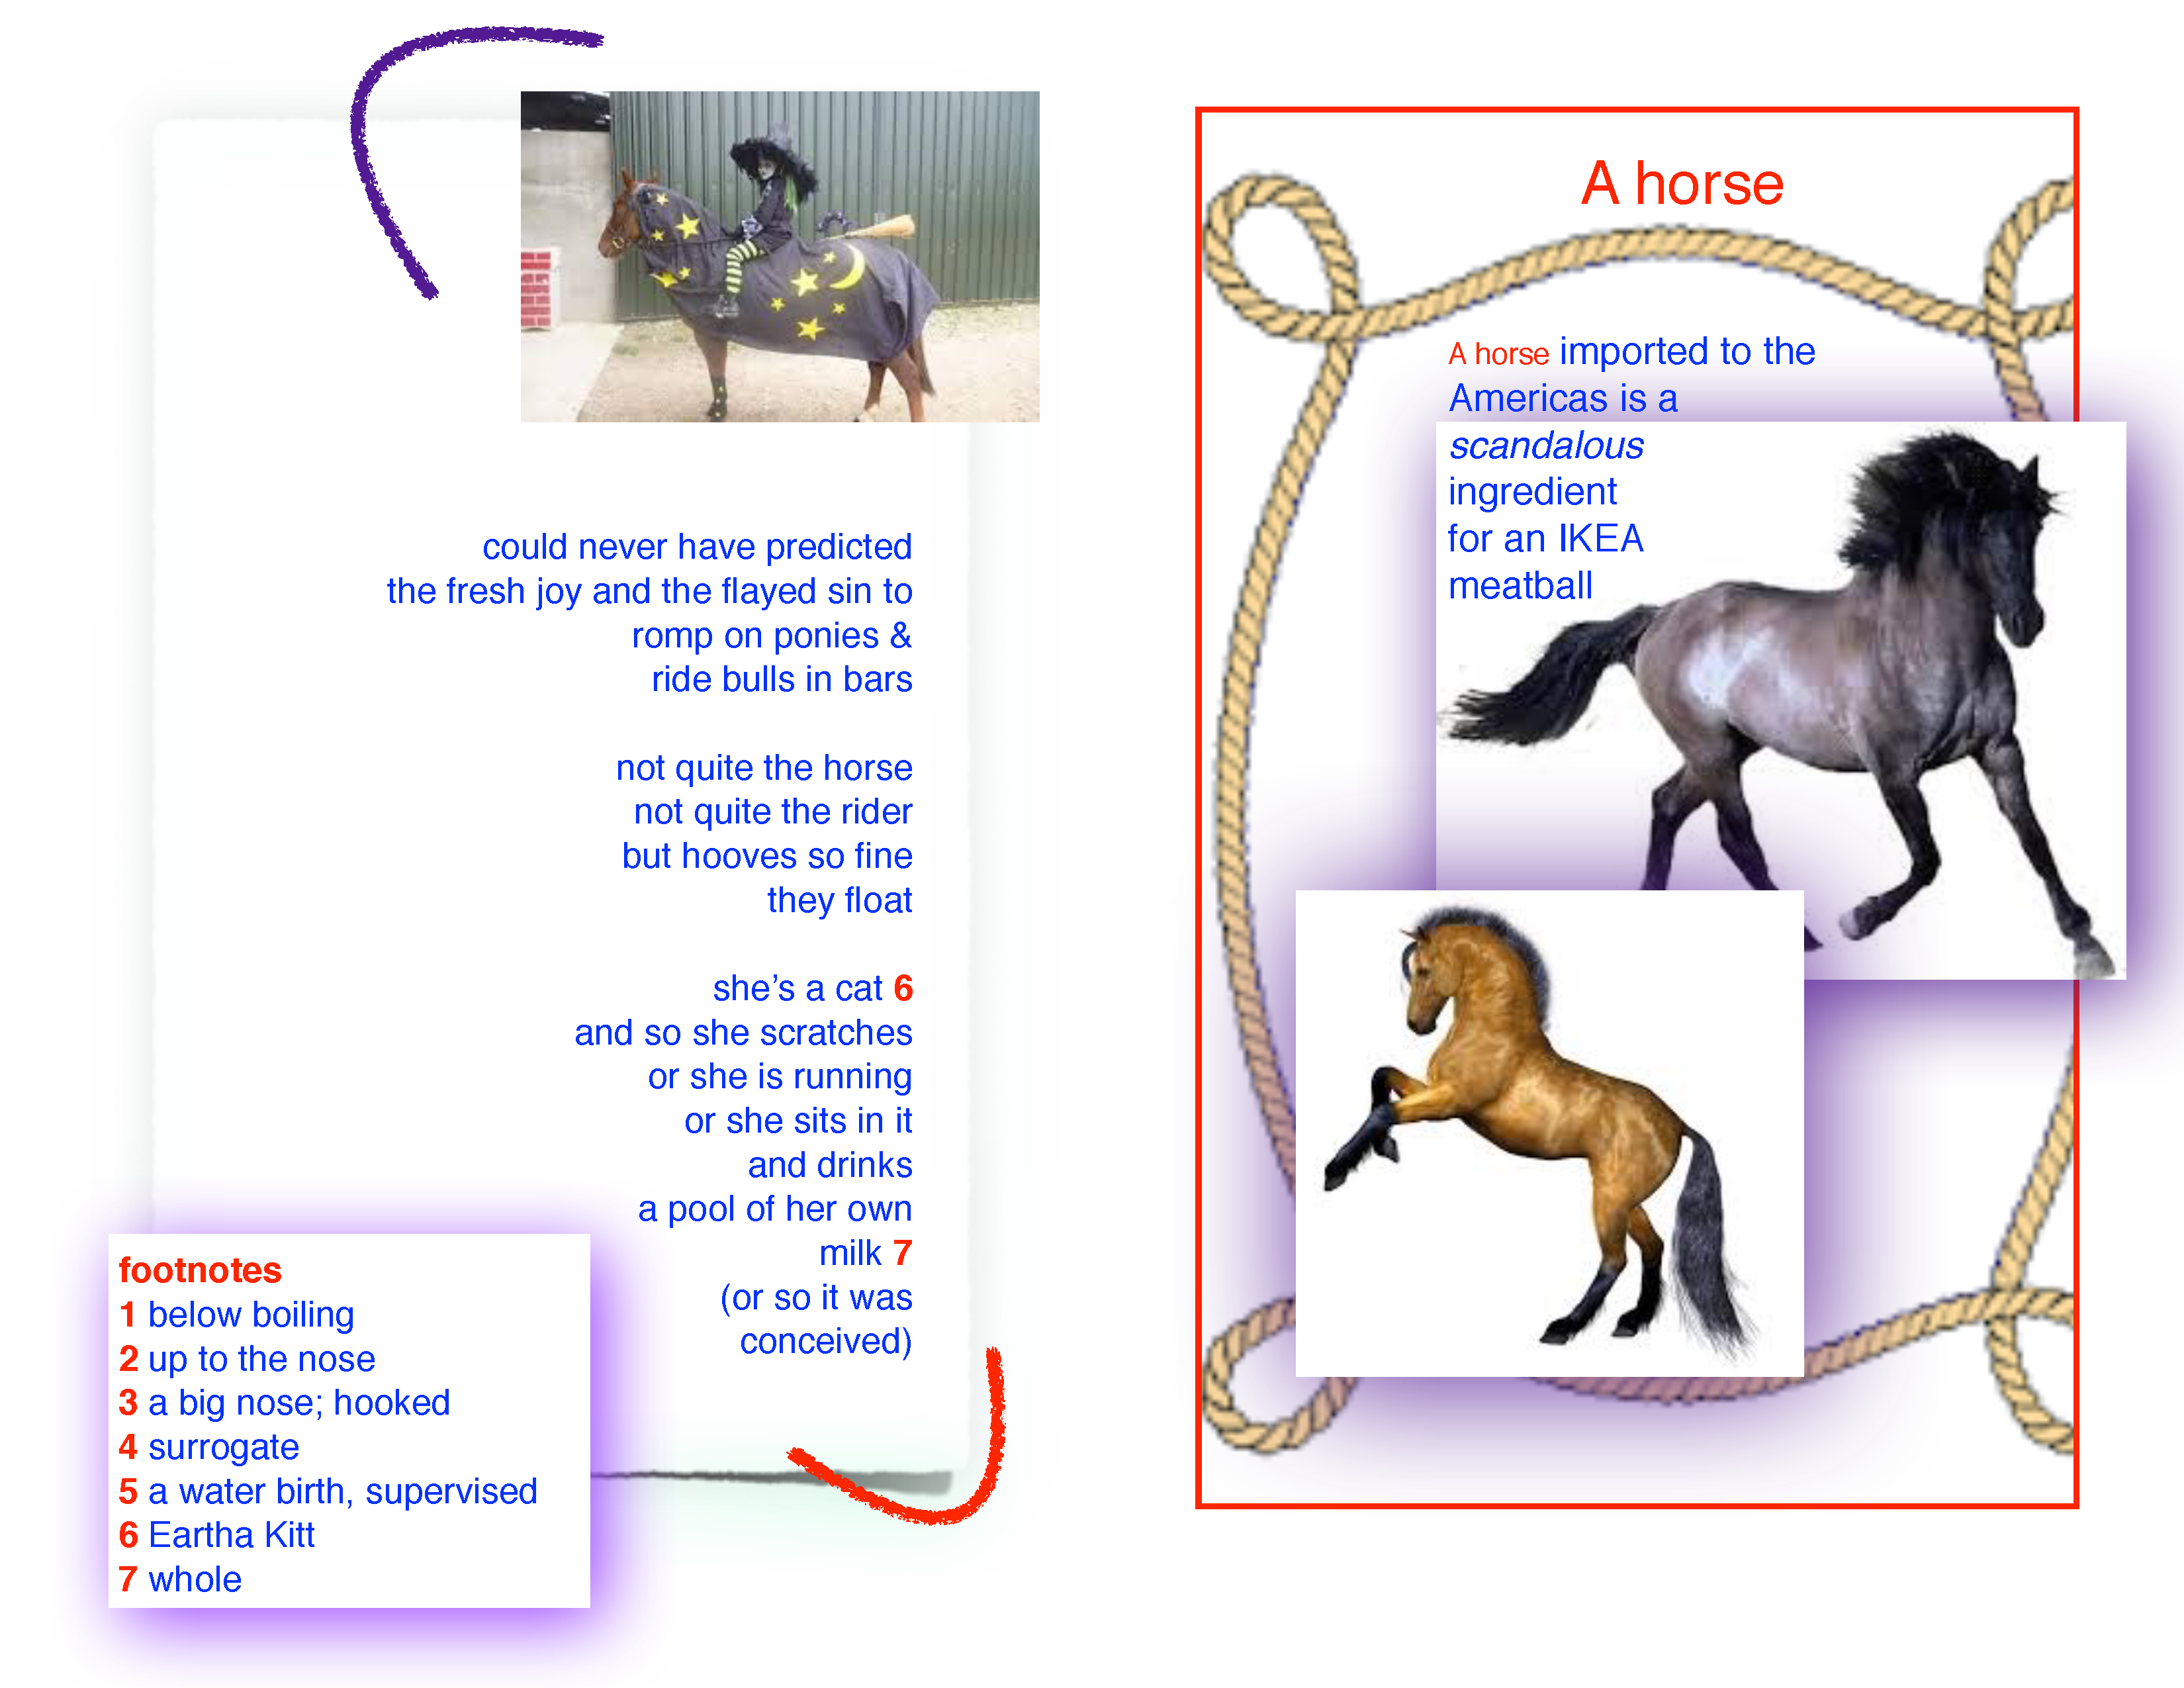 could never have predicted
the fresh joy and the flayed sin to
romp on ponies &
ride bulls in bars
not quite the horse
not quite the rider
but hooves so fine
they float
she’s a cat 6
and so she scratches
or she is running
or she sits in it
and drinks
a pool of her own
milk 7
(or so it was
conceived)
footnotes
1 below boiling
2 up to the nose
3 a big nose; hooked
4 surrogate
5 a water birth, supervised
6 Eartha Kitt
7 whole
A horse
A horse imported to the
Americas is a
scandalous
ingredient
for an IKEA
meatball